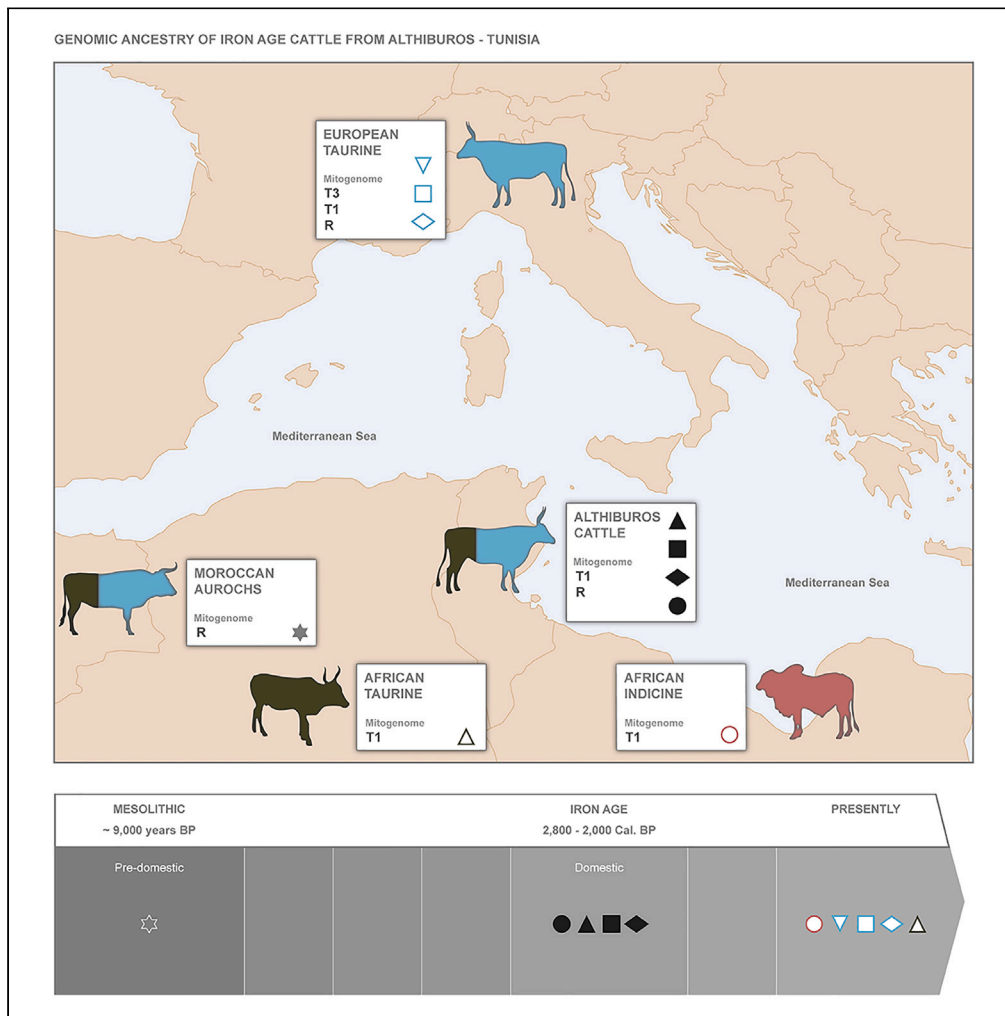 GENOMIC ANCESTRY OF IRON AGE CATTLE FROM ALTHIBUROS - TUNISIA
EUROPEAN
TAURINE
Mitogenome
T3
T1
R
Mediterranean Sea
ALTHIBUROS
CATTLE
Mitogenome
T1
R
Mediterranean Sea
MOROCCAN
AUROCHS
Mitogenome
R
AFRICAN
TAURINE
Mitogenome
T1
AFRICAN
INDICINE
Mitogenome
T1
MESOLITHIC
~ 9,000 years BP
IRON AGE
2,800 - 2,000 Cal. BP
PRESENTLY
Pre-domestic
Domestic